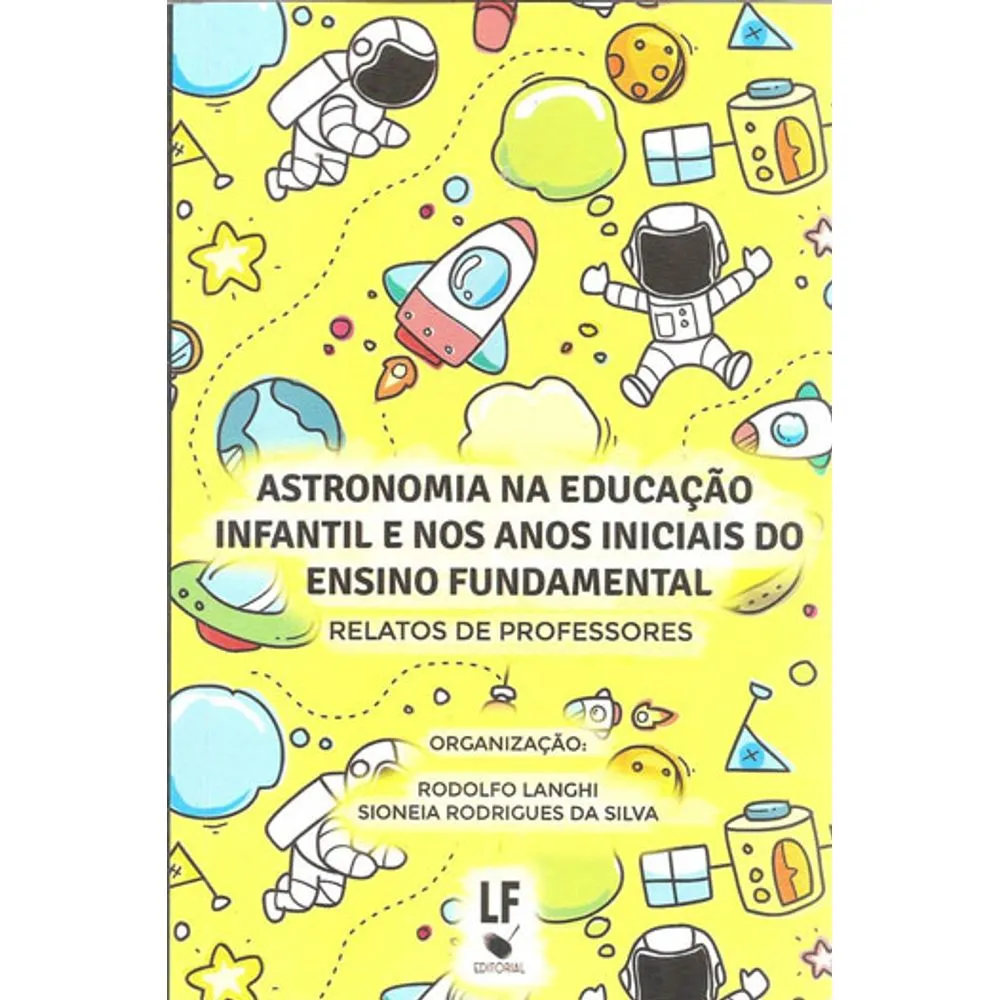 ASTRONOMIA NA EDUCAÇÃO
INFANTIL E NOS ANOS INICIAIS DO
ENSINO FUNDAMENTAL
RELATOS DE PROFESSORES
ORGANIZAÇÃO:
RODOLFO LANGHI
SIONEIA RODRIGUES DA SILVA
LF
EDITORIAL